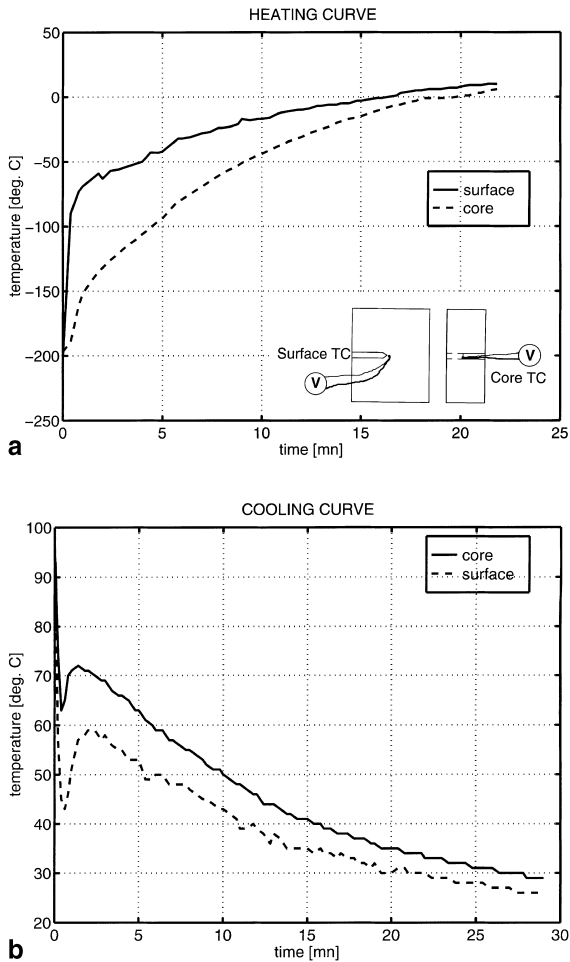 HEATING CURVE
50
0
−50
−100
−150
−200
−250
temperature [deg. C]
surface
core
Surface TC
V
V
Core TC
0
5
10
15
20
25
time [mn]
a
COOLING CURVE
100
90
80
70
60
50
40
30
20
temperature [deg. C]
core
surface
0
5
10
15
20
25
30
time [mn]
b